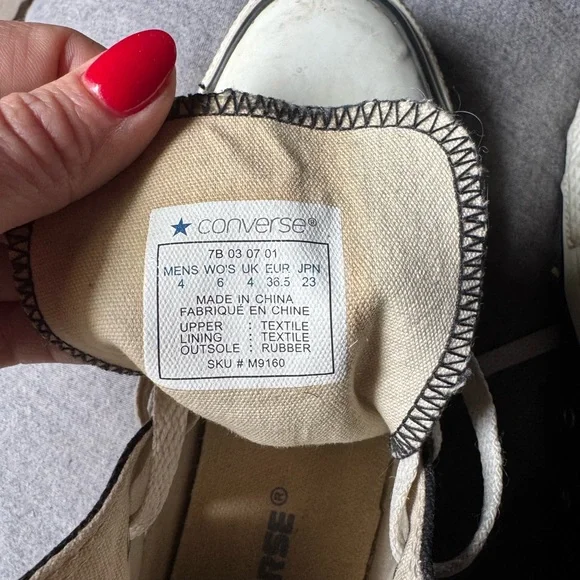 converse®
7B 03 07 01
MENS WO'S UK EUR JPN
4 6 4 36.5 23
MADE IN CHINA
FABRIQUÉ EN CHINE
UPPER : TEXTILE
LINING : TEXTILE
OUTSOLE : RUBBER
SKU # M9160
ERSE®